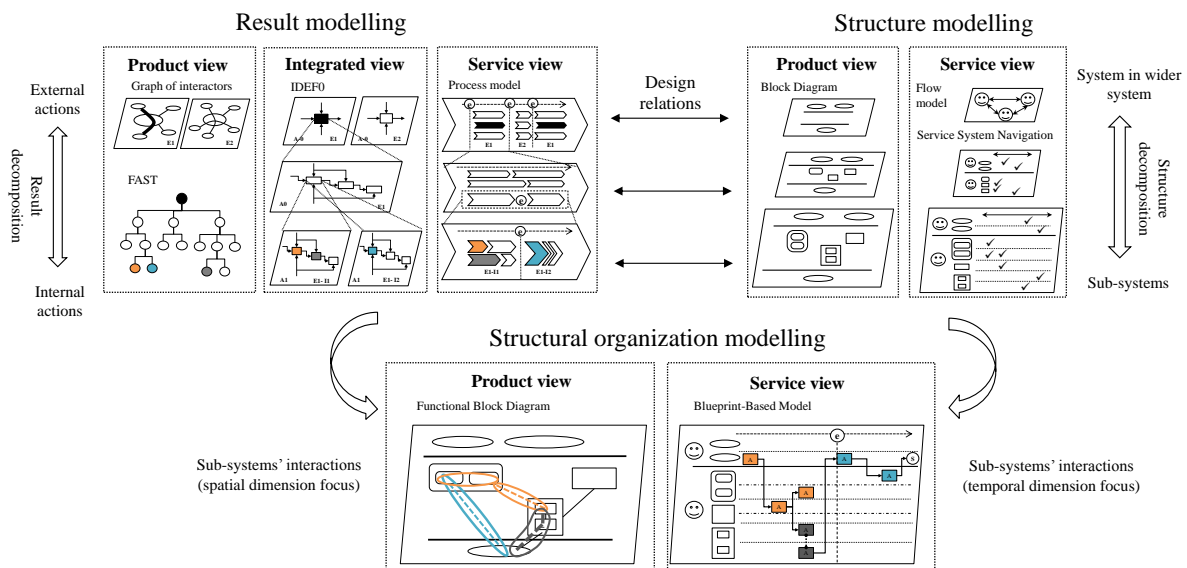 Result modelling
Structure modelling
Product view
Graph of interactors
E1
E2
FAST
Integrated view
IDEF0
A-0
E1
A-0
E2
A0
E1
A1
E1- I1
A1
E1- I2
Service view
Process model
e
e
e
E1
E2
E1
e
e
E1-I1
E1-I2
External actions
Result decomposition
Internal actions
Design relations
Product view
Block Diagram
Service view
Flow model
Service System Navigation
System in wider system
Structure decomposition
Sub-systems
Structural organization modelling
Product view
Functional Block Diagram
Service view
Blueprint-Based Model
e
A
A
s
A
A
A
A
A
Sub-systems’ interactions
(spatial dimension focus)
Sub-systems’ interactions
(temporal dimension focus)